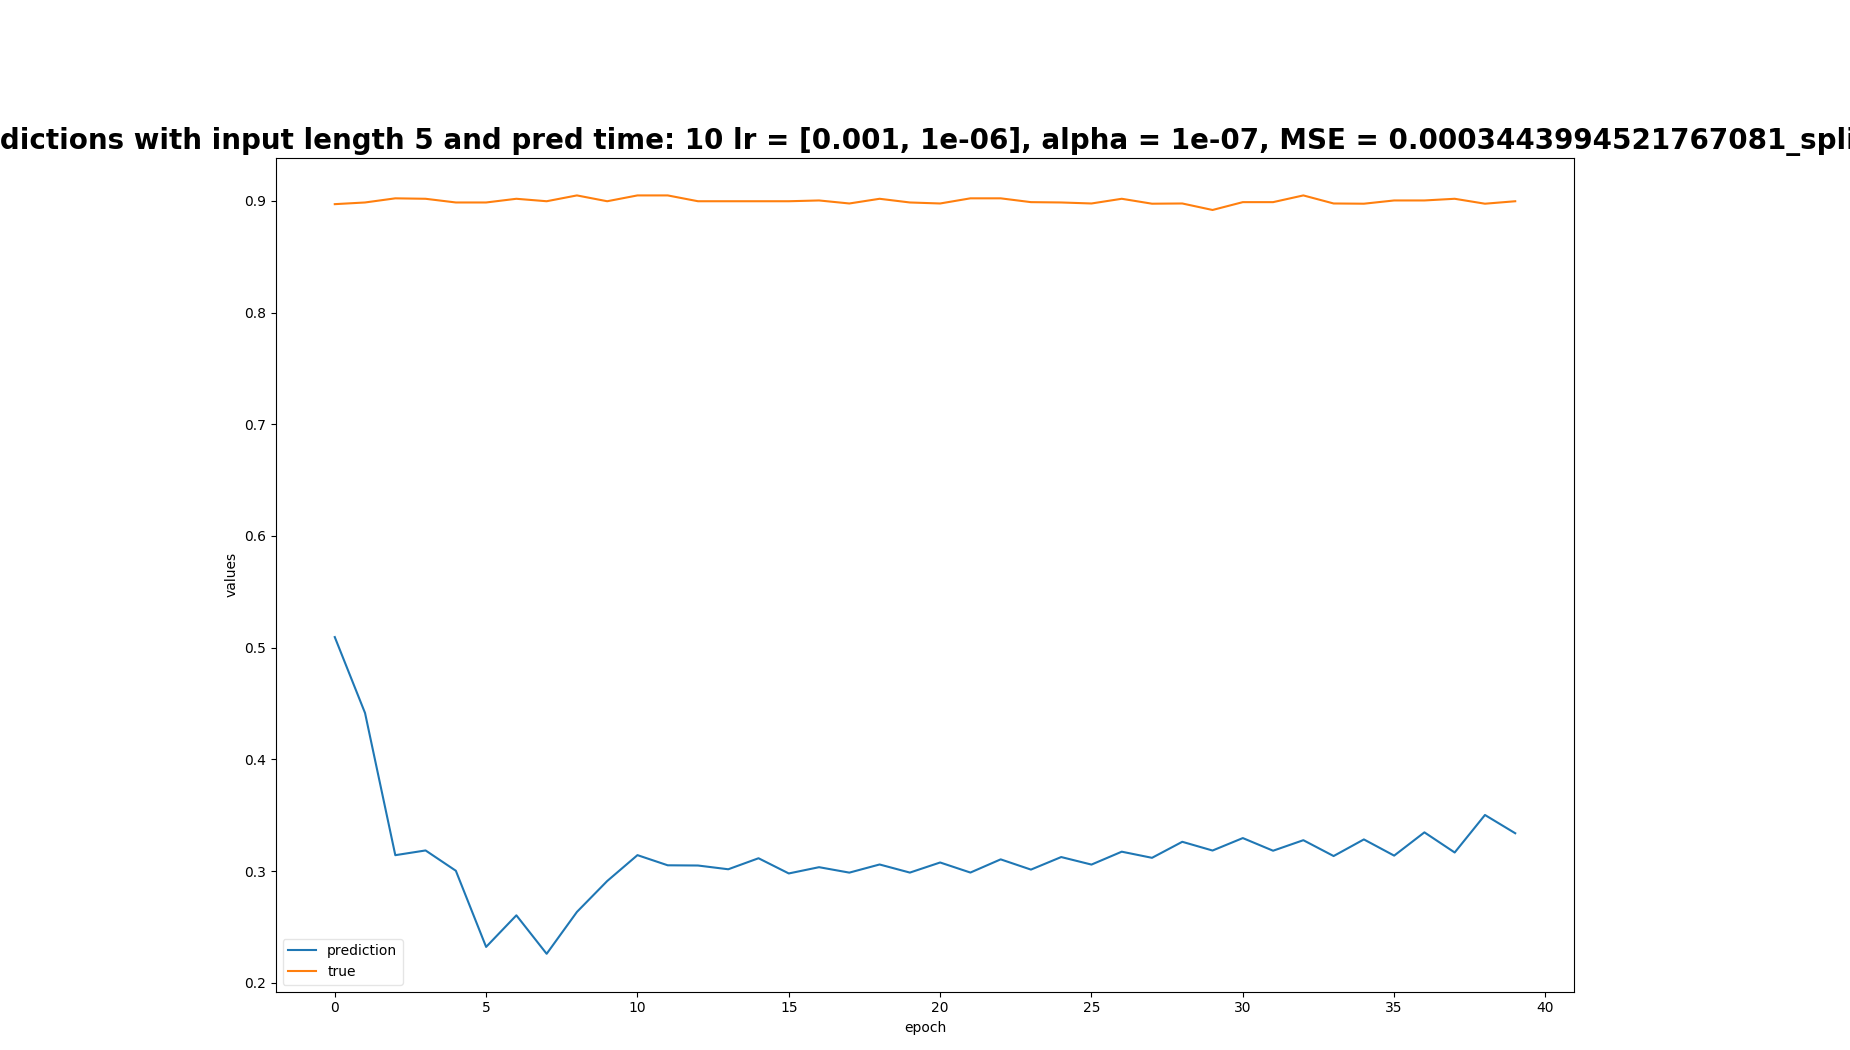 dictions with input length 5 and pred time: 10 lr = [0.001, 1e-06], alpha = 1e-07, MSE = 0.0003443994521767081_spli
0.9
0.8
0.7
0.6
0.5
0.4
0.3
0.2
values
prediction
true
0 5 10 15 20 25 30 35 40
epoch